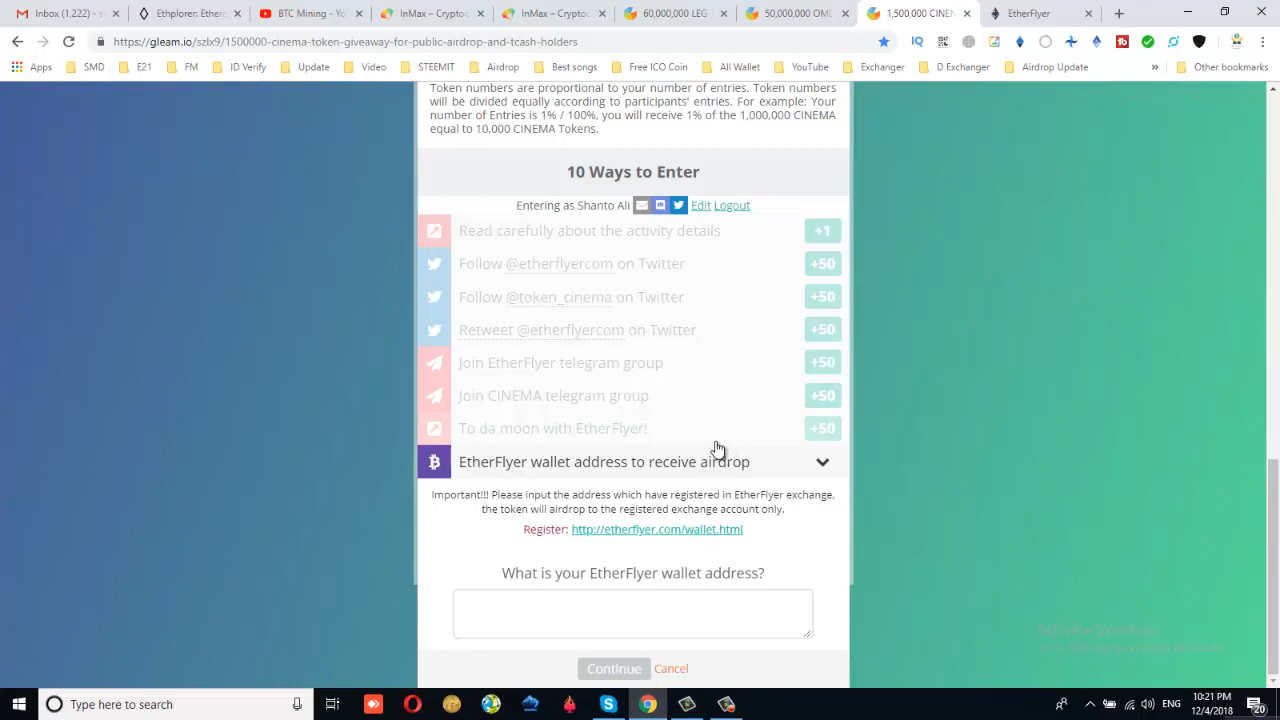 Inbox (1,222) - s
Ethplorer: Ethere
BTC Mining - You
InMax – Cryptoc
InMax – Cryptoc
60,000,000 LEG
50,000,000 OML
1,500,000 CINEM
EtherFlyer
https://gleam.io/szlx9/1500000-cinema-token-giveaway-for-public-airdrop-and-tcash-holders
Apps
SMD
E21
FM
ID Verify
Update
Video
STEEMIT
Airdrop
Best songs
Free ICO Coin
All Wallet
YouTube
Exchanger
D Exchanger
Airdrop Update
»
Other bookmarks
Token numbers are proportional to your number of entries. Token numbers
will be divided equally according to participants' entries. For example: Your
number of Entries is 1% / 100%, you will receive 1% of the 1,000,000 CINEMA
equal to 10,000 CINEMA Tokens.
10 Ways to Enter
Entering as Shanto Ali Edit Logout
Read carefully about the activity details +1
Follow @etherflyercom on Twitter +50
Follow @token_cinema on Twitter +50
Retweet @etherflyercom on Twitter +50
Join EtherFlyer telegram group +50
Join CINEMA telegram group +50
To da moon with EtherFlyer! +50
EtherFlyer wallet address to receive airdrop
Important!!! Please input the address which have registered in EtherFlyer exchange,
the token will airdrop to the registered exchange account only.
Register: http://etherflyer.com/wallet.html
What is your EtherFlyer wallet address?
Continue Cancel
Activate Windows
Type here to search
ENG
10:21 PM
12/4/2018
20